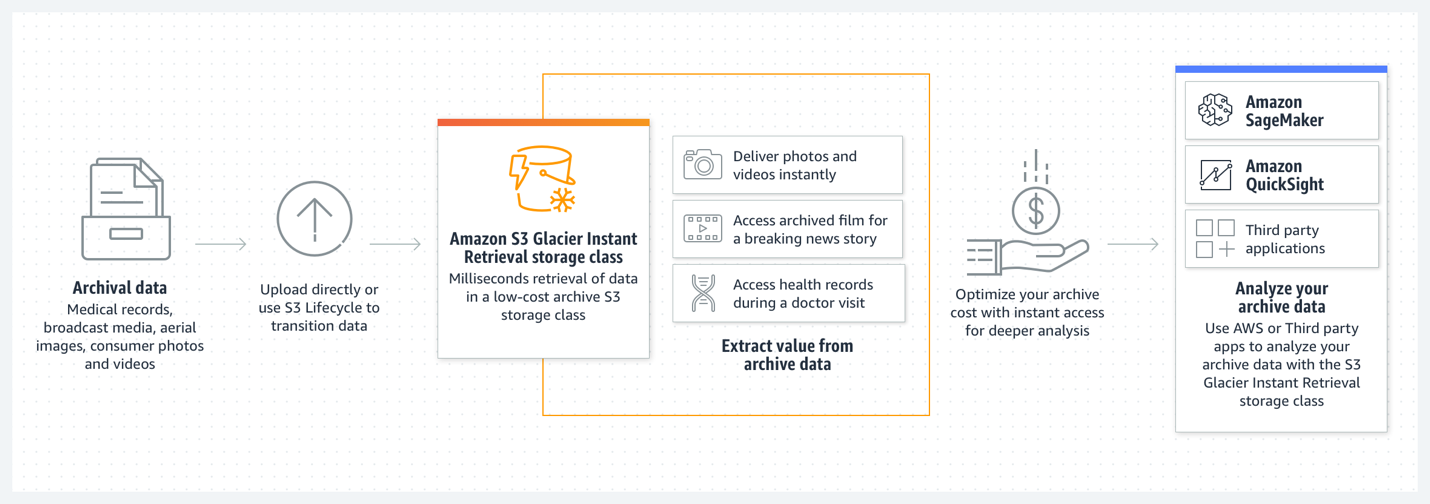 Archival data
Medical records,
broadcast media, aerial
images, consumer photos
and videos
Upload directly or
use S3 Lifecycle to
transition data
Amazon S3 Glacier Instant
Retrieval storage class
Milliseconds retrieval of data
in a low-cost archive S3
storage class
Deliver photos and
videos instantly
Access archived film for
a breaking news story
Access health records
during a doctor visit
Extract value from
archive data
$
Optimize your archive
cost with instant access
for deeper analysis
Amazon
SageMaker
Amazon
QuickSight
Third party
applications
Analyze your
archive data
Use AWS or Third party
apps to analyze your
archive data with the S3
Glacier Instant Retrieval
storage class